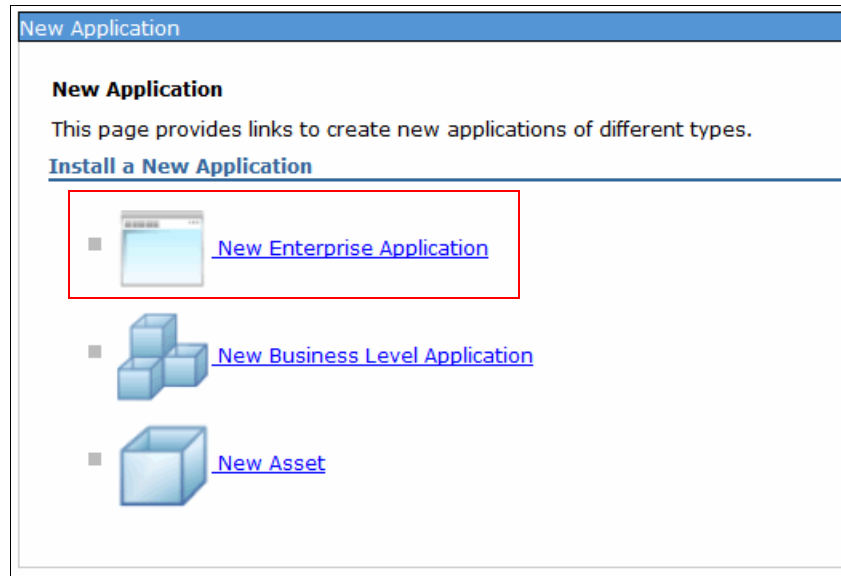 New Application
New Application
This page provides links to create new applications of different types.
Install a New Application
New Enterprise Application
New Business Level Application
New Asset